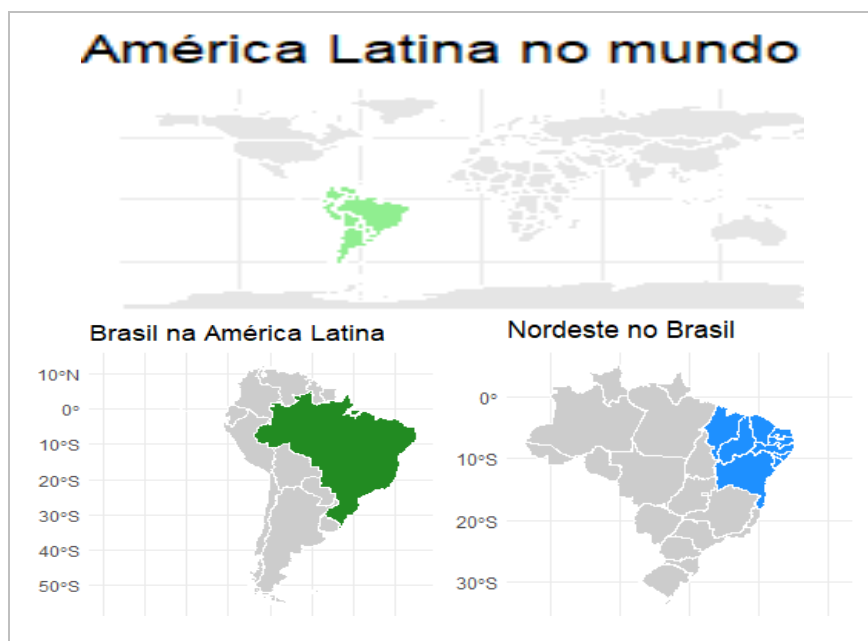 América Latina no mundo
Brasil na América Latina
Nordeste no Brasil
10°N
0°
10°S
20°S
30°S
40°S
50°S
0°
10°S
20°S
30°S